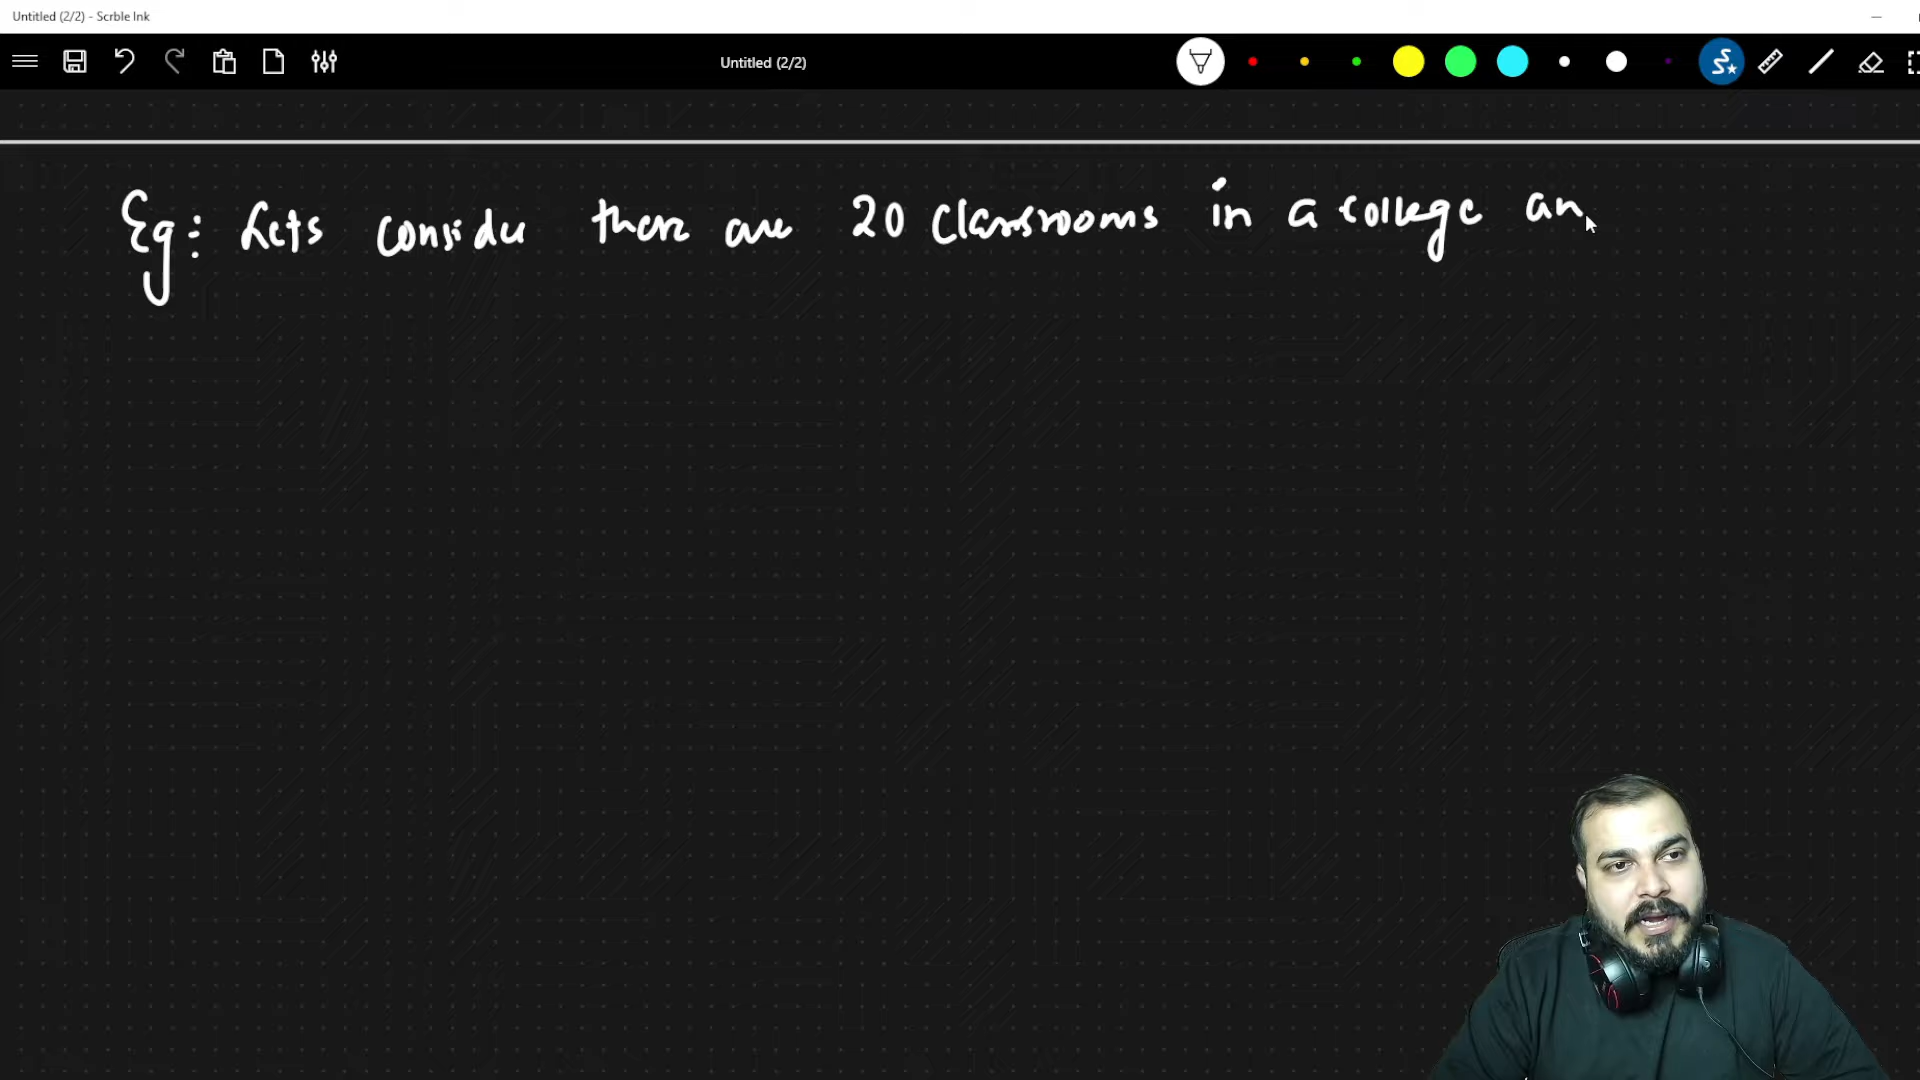 Untitled (2/2) - Scrble Ink
Untitled (2/2)
Eg: Lets consider there are 20 classrooms in a college an